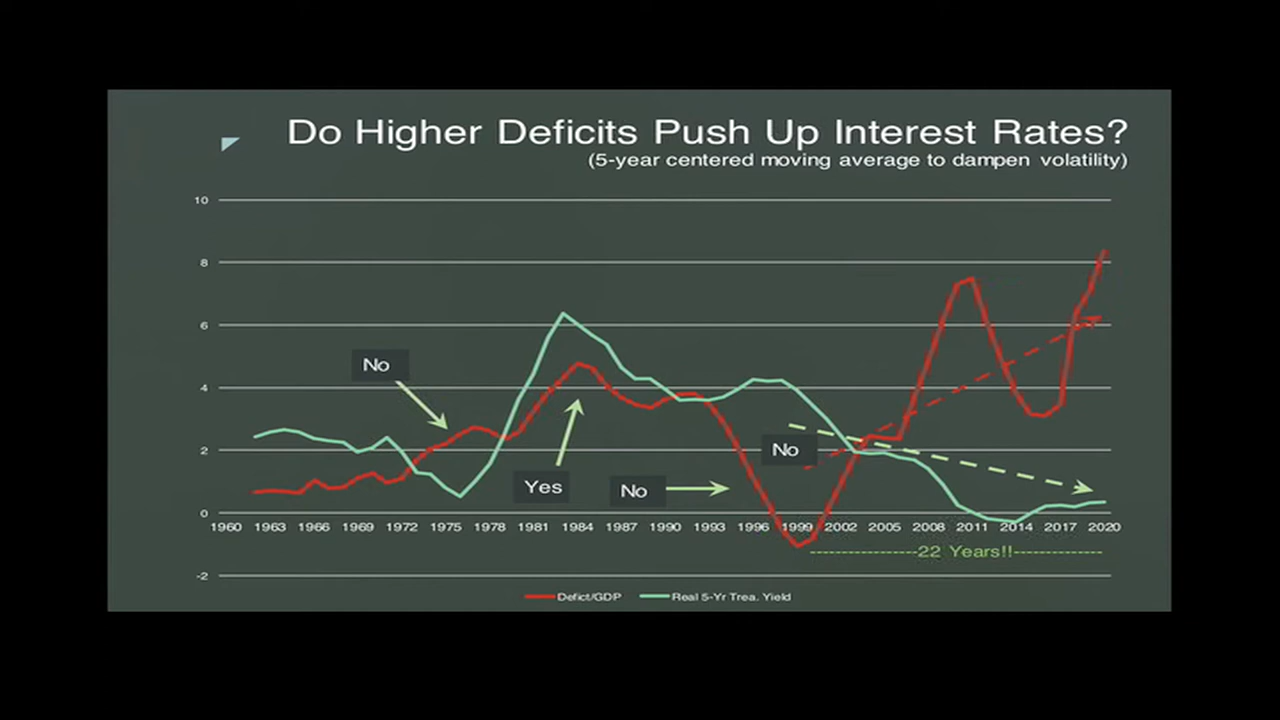 Do Higher Deficits Push Up Interest Rates?
(5-year centered moving average to dampen volatility)
10
8
6
4
2
0
-2
No
Yes
No
No
1960 1963 1966 1969 1972 1975 1978 1981 1984 1987 1990 1993 1996 1999 2002 2005 2008 2011 2014 2017 2020
22 Years!!
Deficit/GDP Real 5-Yr Trea. Yield